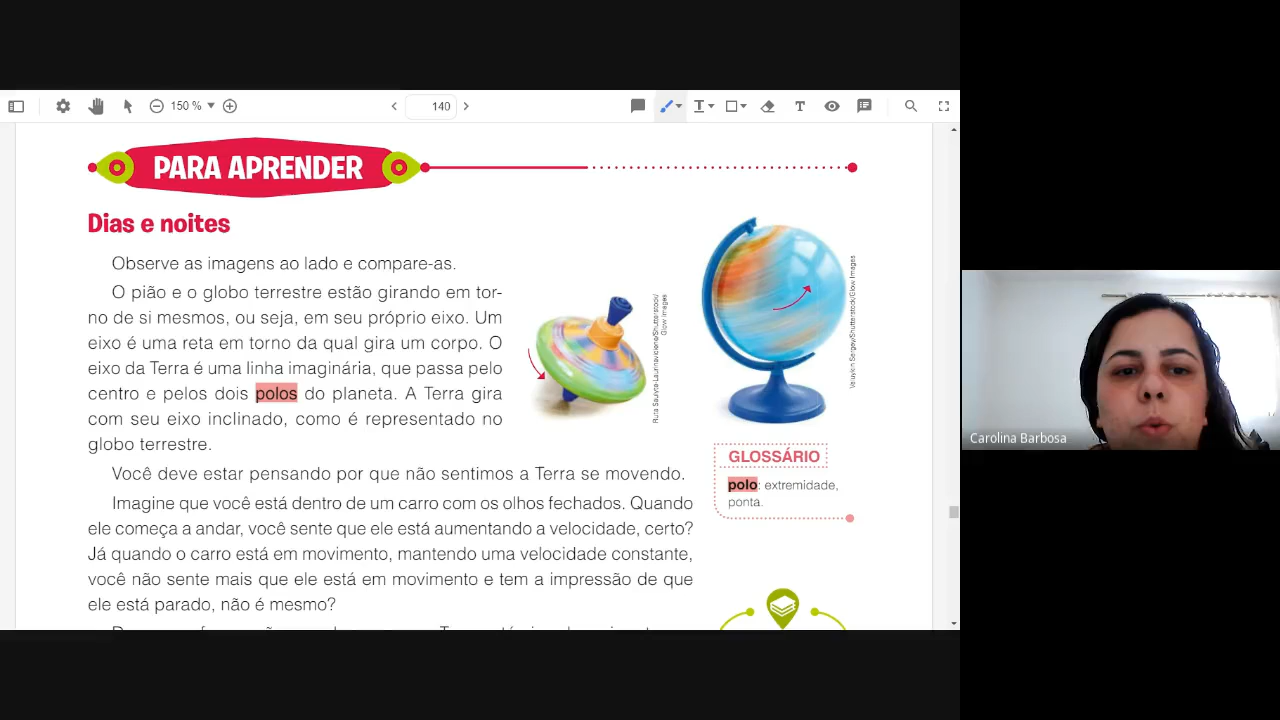 150 %
140
PARA APRENDER
Dias e noites
Observe as imagens ao lado e compare-as.
O pião e o globo terrestre estão girando em tor-
no de si mesmos, ou seja, em seu próprio eixo. Um
eixo é uma reta em torno da qual gira um corpo. O
eixo da Terra é uma linha imaginária, que passa pelo
centro e pelos dois polos do planeta. A Terra gira
com seu eixo inclinado, como é representado no
globo terrestre.
Você deve estar pensando por que não sentimos a Terra se movendo.
Imagine que você está dentro de um carro com os olhos fechados. Quando
ele começa a andar, você sente que ele está aumentando a velocidade, certo?
Já quando o carro está em movimento, mantendo uma velocidade constante,
você não sente mais que ele está em movimento e tem a impressão de que
ele está parado, não é mesmo?
GLOSSÁRIO
polo: extremidade,
ponta.
Carolina Barbosa